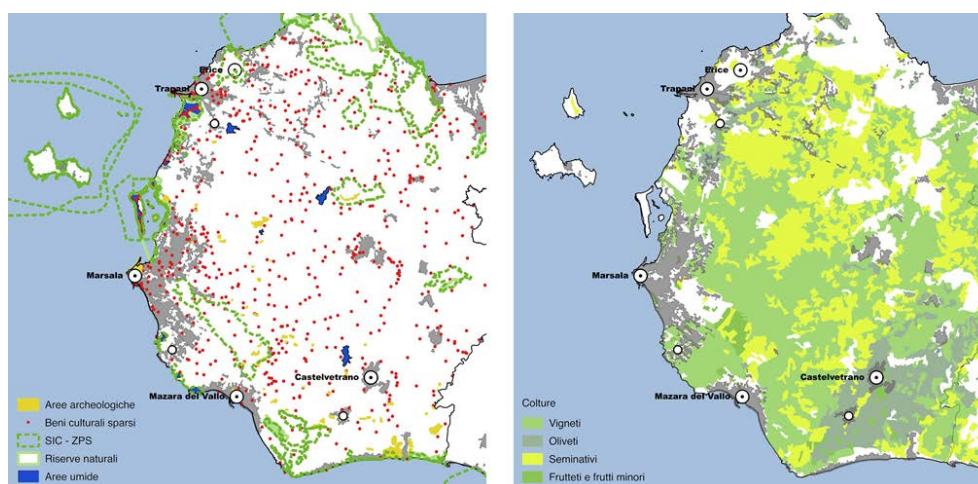 Erice
Trapani
Marsala
Castelvetrano
Mazara del Vallo
Aree archeologiche
Beni culturali sparsi
SIC - ZPS
Riserve naturali
Aree umide
Erice
Trapani
Marsala
Castelvetrano
Mazara del Vallo
Colture
Vigneti
Oliveti
Seminativi
Frutteti e frutti minori